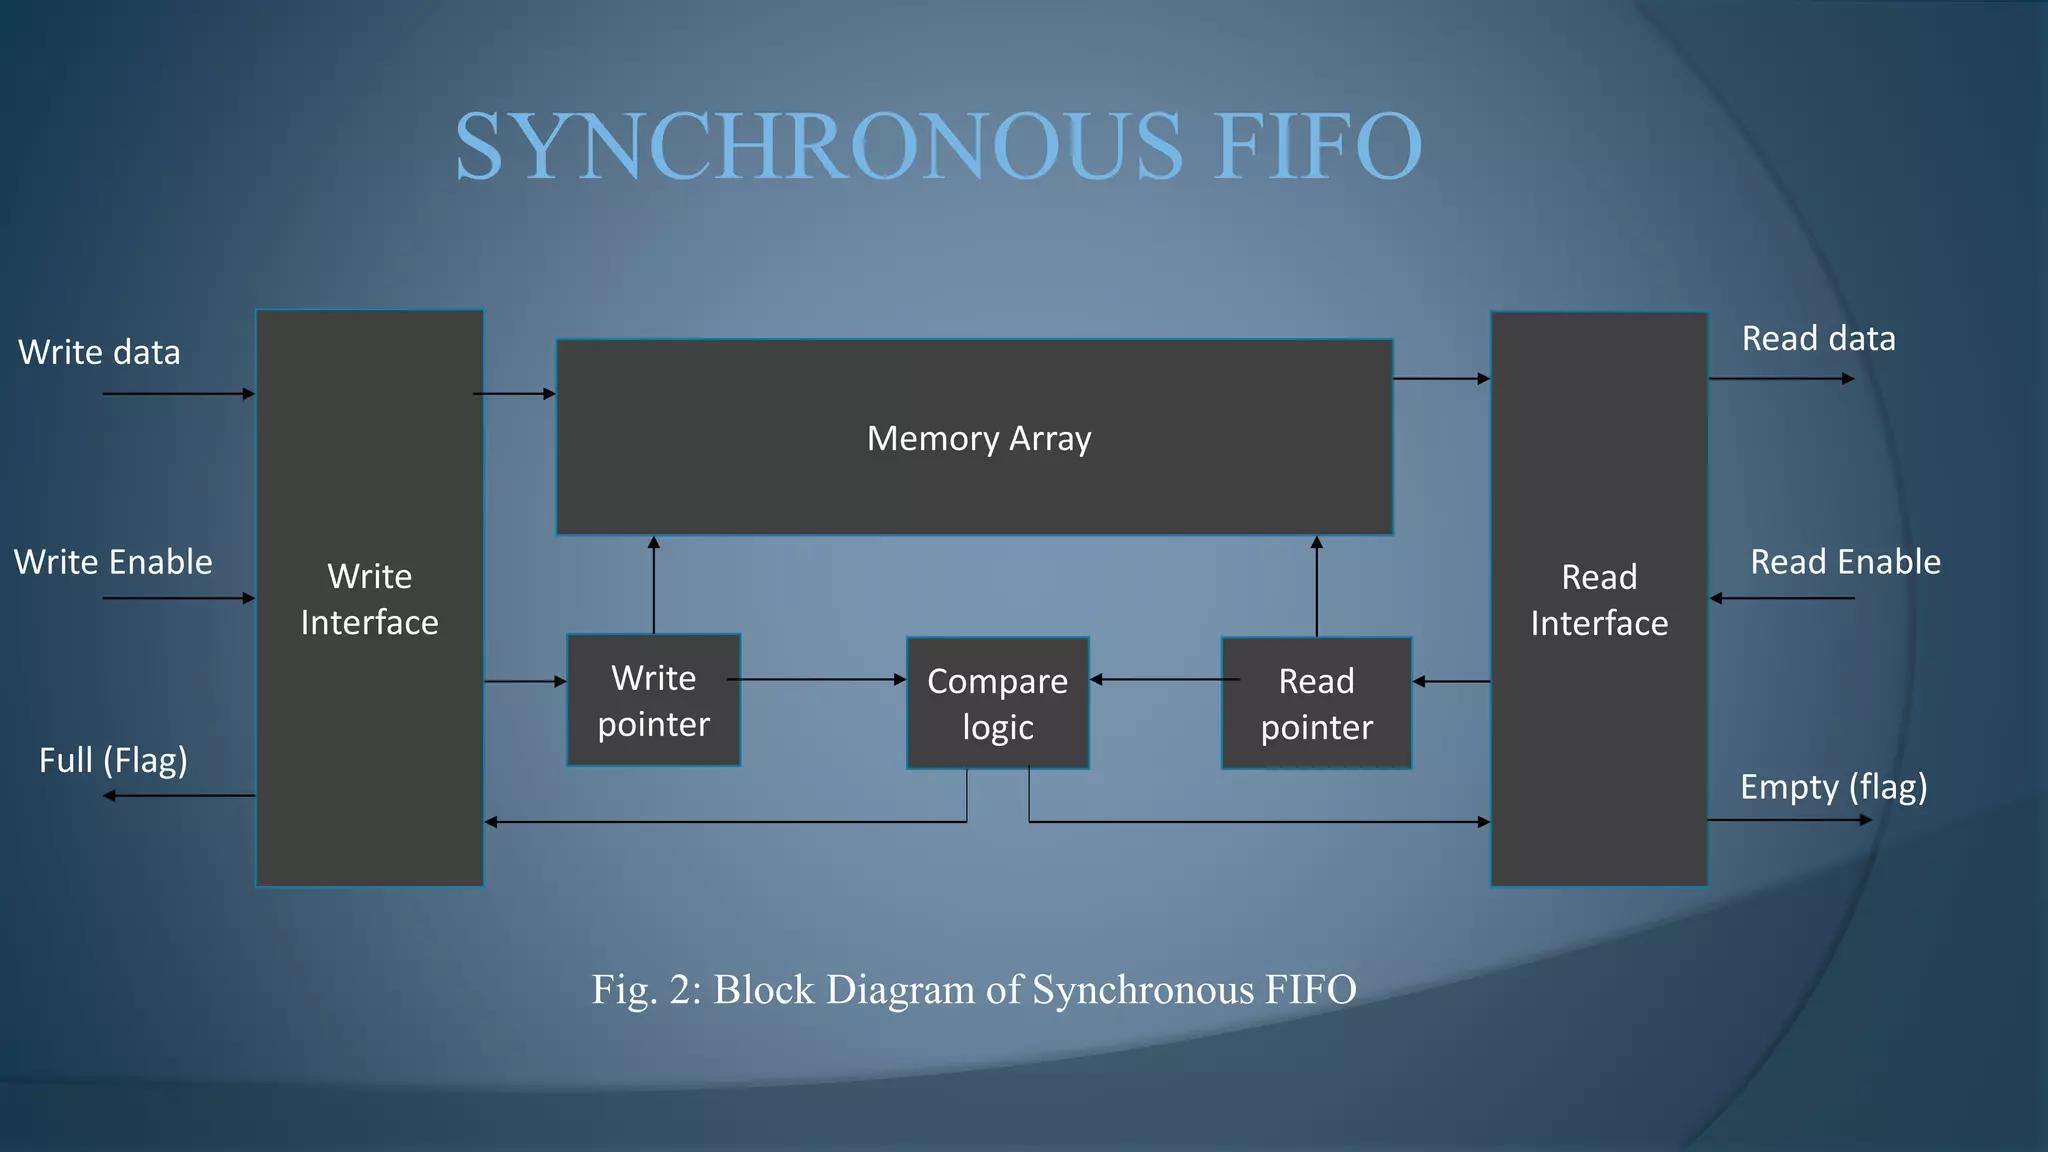 SYNCHRONOUS FIFO
Write data
Write Enable
Full (Flag)
Write
Interface
Memory Array
Write
pointer
Compare
logic
Read
pointer
Read
Interface
Read data
Read Enable
Empty (flag)
Fig. 2: Block Diagram of Synchronous FIFO